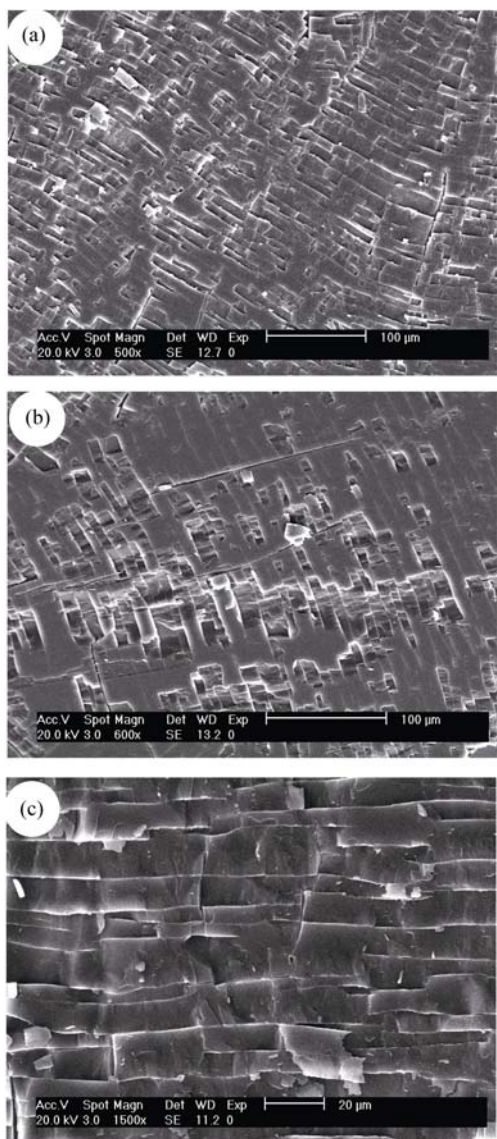 (a)
Acc.V Spot Magn Det WD Exp
20.0 kV 3.0 500x SE 12.7 0 100 µm
(b)
Acc.V Spot Magn Det WD Exp
20.0 kV 3.0 600x SE 13.2 0 100 µm
(c)
Acc.V Spot Magn Det WD Exp
20.0 kV 3.0 1500x SE 11.2 0 20 µm